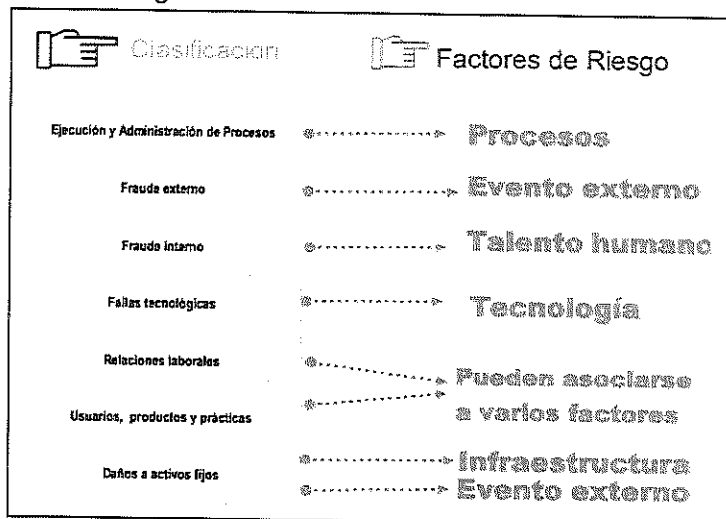 Clasificación
Factores de Riesgo
Ejecución y Administración de Procesos
Procesos
Fraude externo
Evento externo
Fraude interno
Talento humano
Fallas tecnológicas
Tecnología
Relaciones laborales
Pueden asociarse
a varios factores
Usuarios, productos y prácticas
Daños a activos fijos
Infraestructura
Evento externo